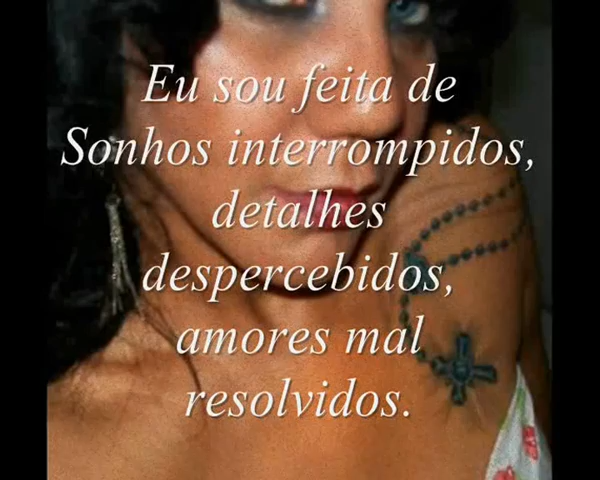 Eu sou feita de
Sonhos interrompidos,
detalhes
despercebidos,
amores mal
resolvidos.